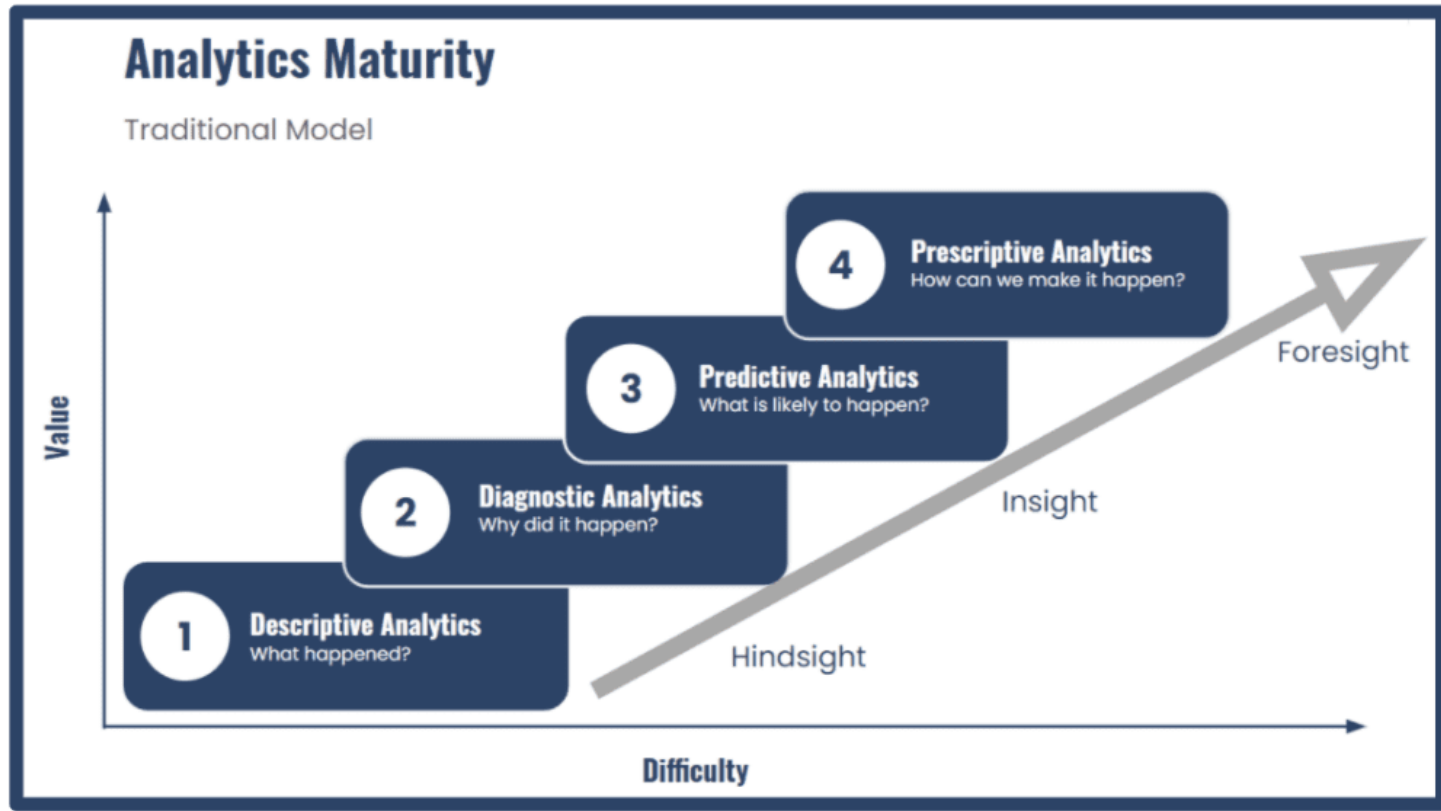 Analytics Maturity
Traditional Model
Value
4
Prescriptive Analytics
How can we make it happen?
3
Predictive Analytics
What is likely to happen?
2
Diagnostic Analytics
Why did it happen?
1
Descriptive Analytics
What happened?
Foresight
Insight
Hindsight
Difficulty